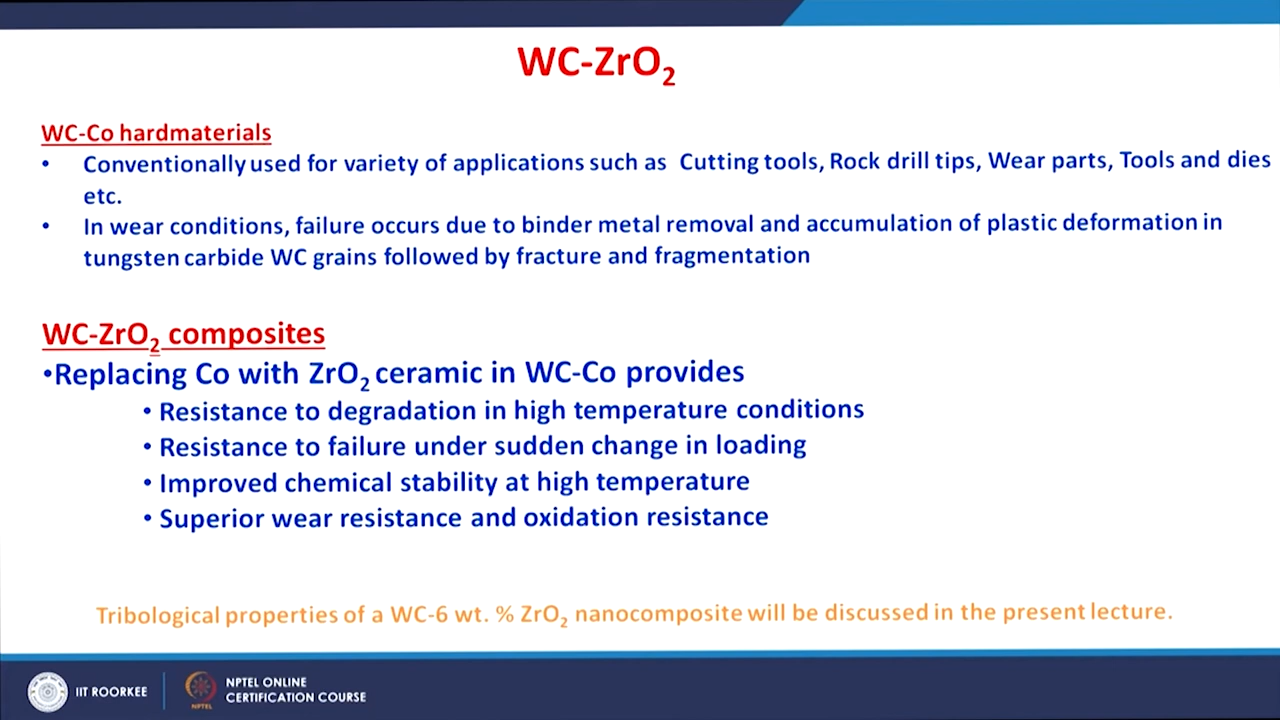 WC-ZrO₂
WC-Co hardmaterials
• Conventionally used for variety of applications such as Cutting tools, Rock drill tips, Wear parts, Tools and dies
etc.
• In wear conditions, failure occurs due to binder metal removal and accumulation of plastic deformation in
tungsten carbide WC grains followed by fracture and fragmentation
WC-ZrO₂ composites
•Replacing Co with ZrO₂ ceramic in WC-Co provides
• Resistance to degradation in high temperature conditions
• Resistance to failure under sudden change in loading
• Improved chemical stability at high temperature
• Superior wear resistance and oxidation resistance
Tribological properties of a WC-6 wt. % ZrO₂ nanocomposite will be discussed in the present lecture.
IIT ROORKEE
NPTEL
NPTEL ONLINE
CERTIFICATION COURSE